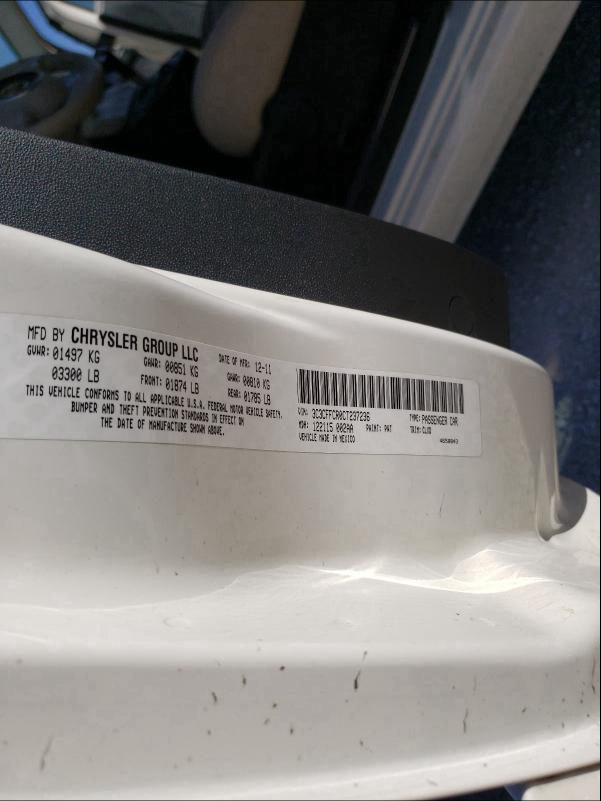 MFD BY CHRYSLER GROUP LLC
DATE OF MFR: 12-11
GVWR: 01497 KG
GAWR: 00851 KG
GAWR: 00810 KG
03300 LB
FRONT: 01874 LB
REAR: 01785 LB
THIS VEHICLE CONFORMS TO ALL APPLICABLE U.S.A. FEDERAL MOTOR VEHICLE SAFETY,
BUMPER AND THEFT PREVENTION STANDARDS IN EFFECT ON
THE DATE OF MANUFACTURE SHOWN ABOVE.
VIN: 3C3CFFCR0CT237236
TYPE: PASSENGER CAR
MDH: 122115 002AA
PAINT: PAT
TRIM: CLU3
VEHICLE MADE IN MEXICO